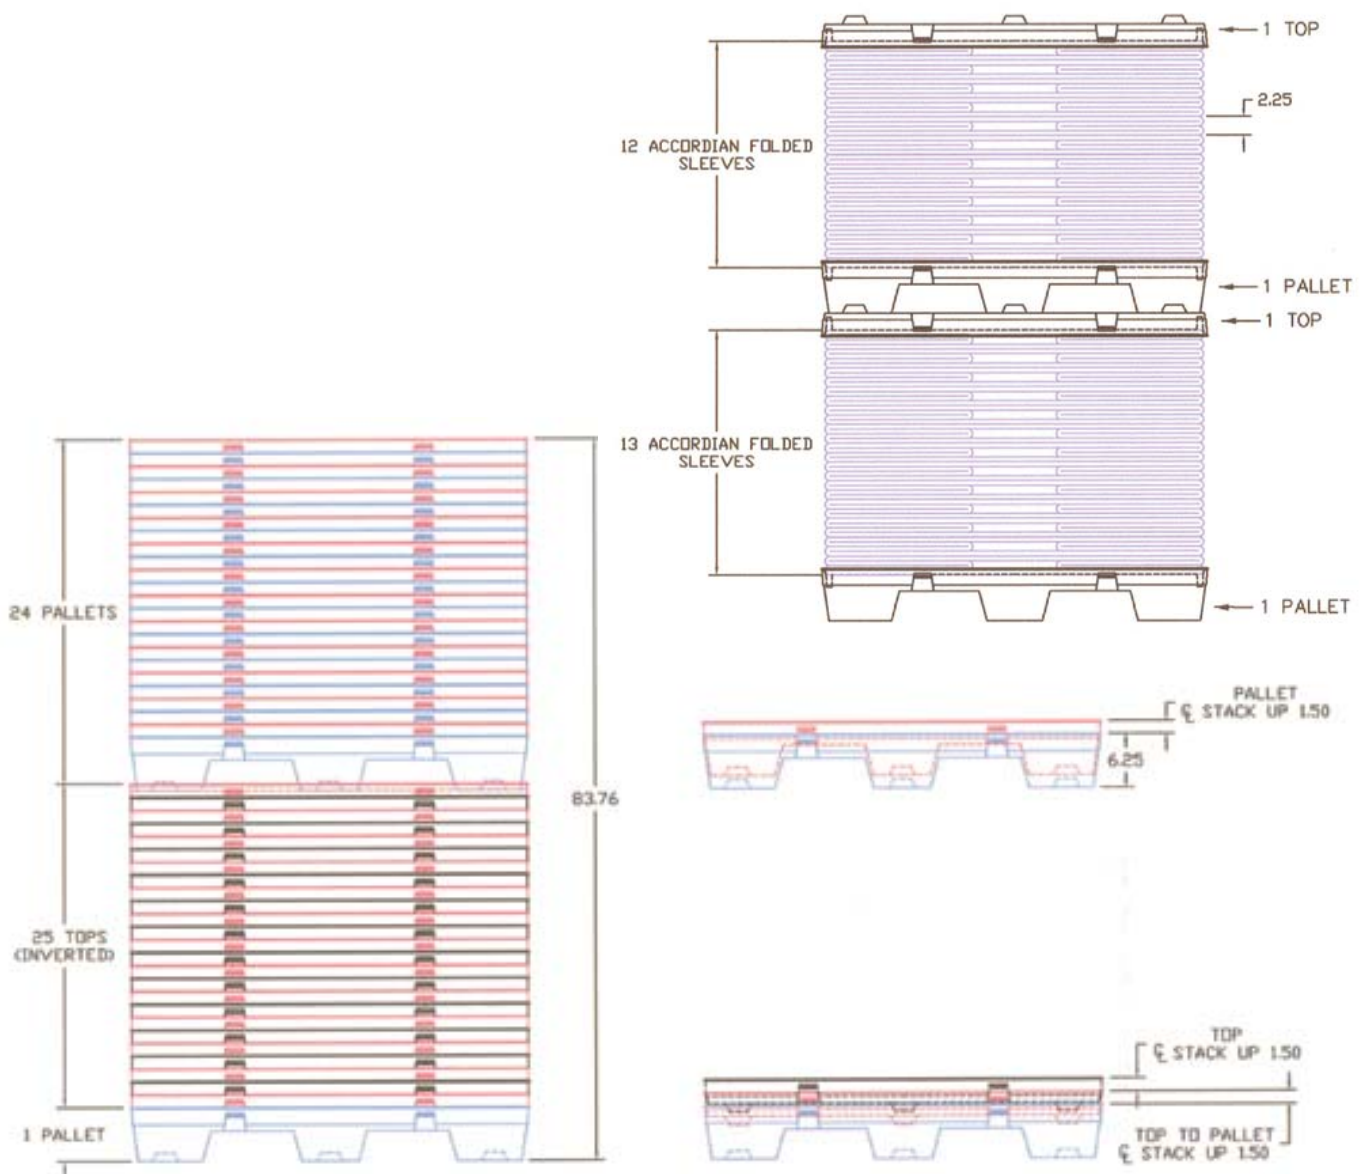 1 TOP
2.25
12 ACCORDIAN FOLDED
SLEEVES
1 PALLET
1 TOP
13 ACCORDIAN FOLDED
SLEEVES
1 PALLET
24 PALLETS
83.76
25 TOPS
(INVERTED)
1 PALLET
PALLET
℄ STACK UP 1.50
6.25
TOP
℄ STACK UP 1.50
TOP TO PALLET
℄ STACK UP 1.50